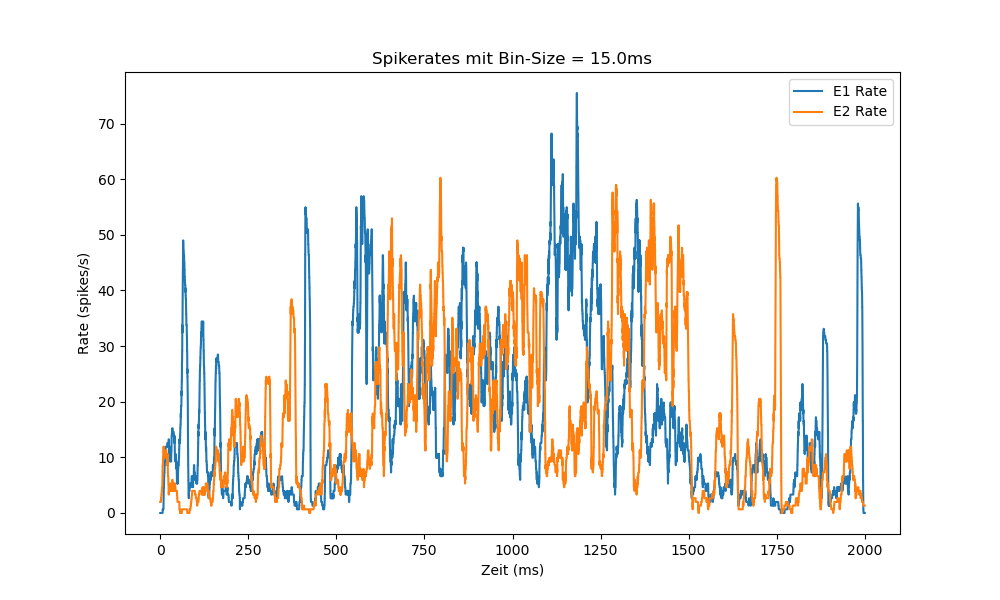 Spikerates mit Bin-Size = 15.0ms
E1 Rate
E2 Rate
Rate (spikes/s)
70
60
50
40
30
20
10
0
0 250 500 750 1000 1250 1500 1750 2000
Zeit (ms)